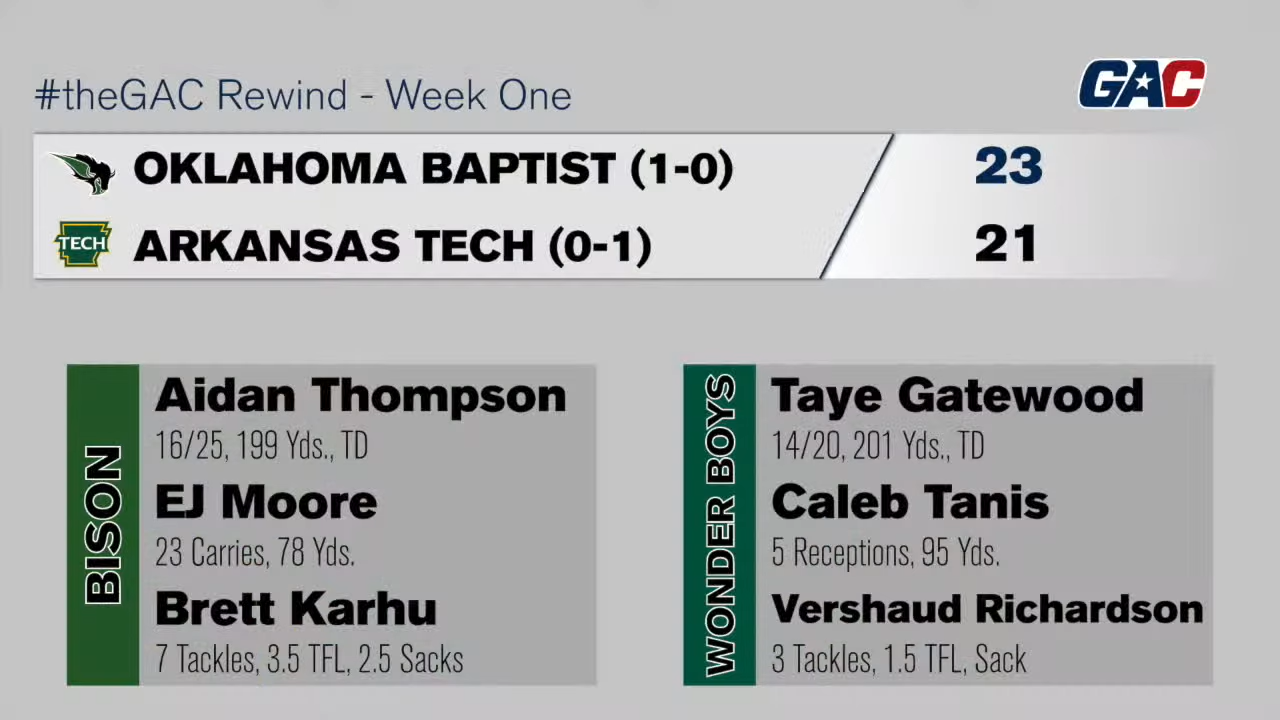 #theGAC Rewind - Week One
GAC
OKLAHOMA BAPTIST (1-0) 23
TECH
ARKANSAS TECH (0-1) 21
BISON
Aidan Thompson
16/25, 199 Yds., TD
EJ Moore
23 Carries, 78 Yds.
Brett Karhu
7 Tackles, 3.5 TFL, 2.5 Sacks
WONDER BOYS
Taye Gatewood
14/20, 201 Yds., TD
Caleb Tanis
5 Receptions, 95 Yds.
Vershaud Richardson
3 Tackles, 1.5 TFL, Sack